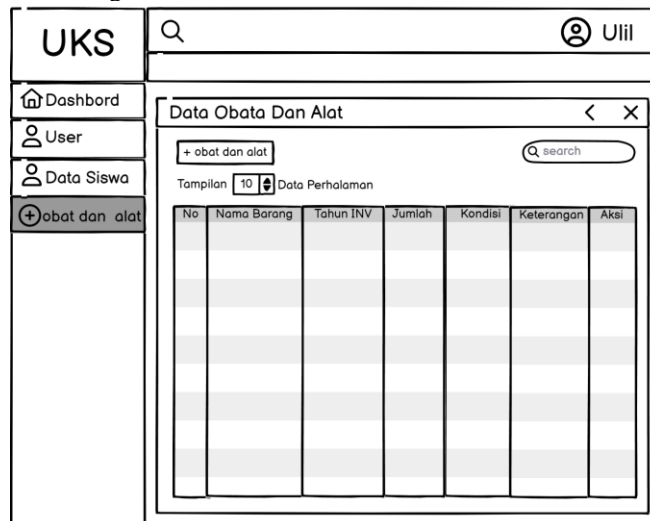 UKS
Ulil
Dashbord
User
Data Siswa
obat dan alat
Data Obata Dan Alat
+ obat dan alat
search
Tampilan 10 Data Perhalaman
No Nama Barang Tahun INV Jumlah Kondisi Keterangan Aksi